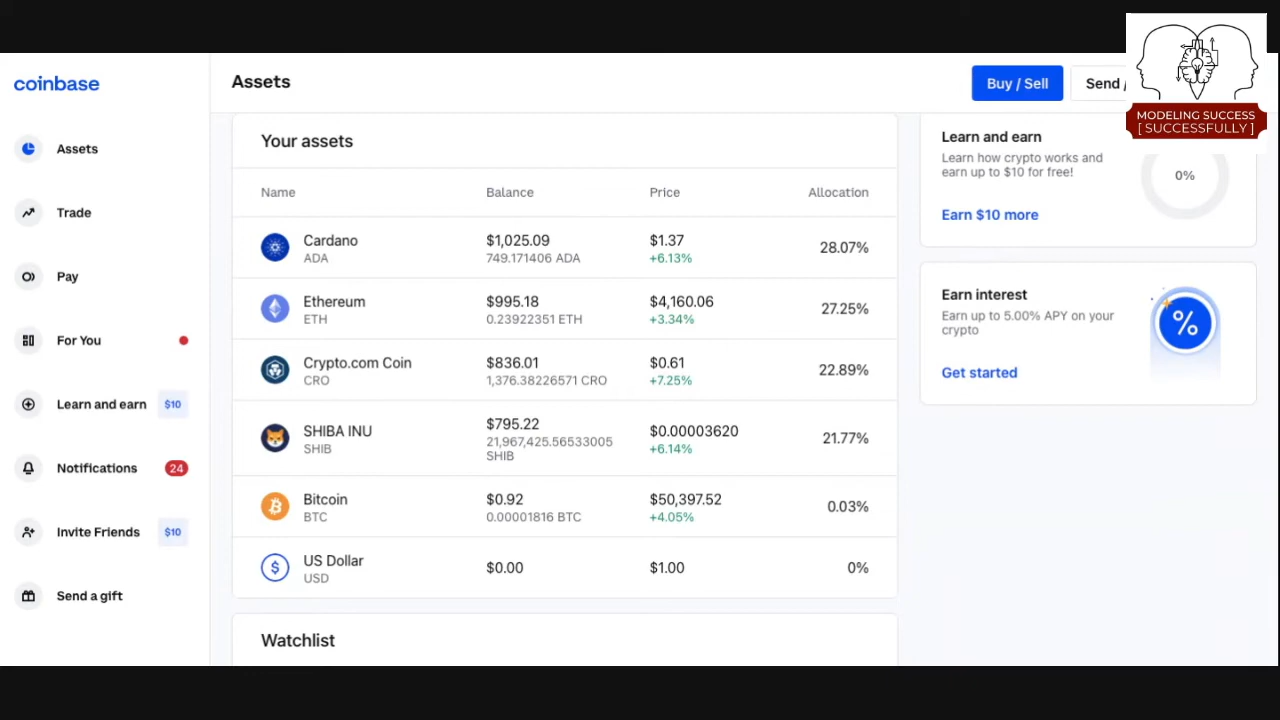 coinbase
Assets
Trade
Pay
For You
Learn and earn $10
Notifications 24
Invite Friends $10
Send a gift
Assets
Buy / Sell
Send /
MODELING SUCCESS
[ SUCCESSFULLY ]
Your assets
Name Balance Price Allocation
Cardano $1,025.09 $1.37 28.07%
ADA 749.171406 ADA +6.13%
Ethereum $995.18 $4,160.06 27.25%
ETH 0.23922351 ETH +3.34%
Crypto.com Coin $836.01 $0.61 22.89%
CRO 1,376.38226571 CRO +7.25%
SHIBA INU $795.22 $0.00003620 21.77%
SHIB 21,967,425.56533005 +6.14%
SHIB
Bitcoin $0.92 $50,397.52 0.03%
BTC 0.00001816 BTC +4.05%
US Dollar $0.00 $1.00 0%
USD
Watchlist
Learn and earn
Learn how crypto works and
earn up to $10 for free!
0%
Earn $10 more
Earn interest
Earn up to 5.00% APY on your
crypto
%
Get started